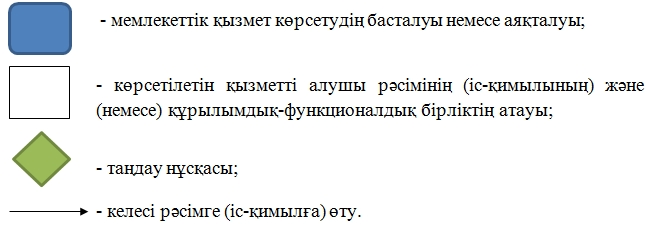 - мемлекеттік қызмет көрсетудің басталуы немесе аяқталуы;
- көрсетілетін қызметті алушы рәсімінің (іс-қимылының) және
(немесе) құрылымдық-функционалдық бірліктің атауы;
- таңдау нұсқасы;
- келесі рәсімге (іс-қимылға) өту.